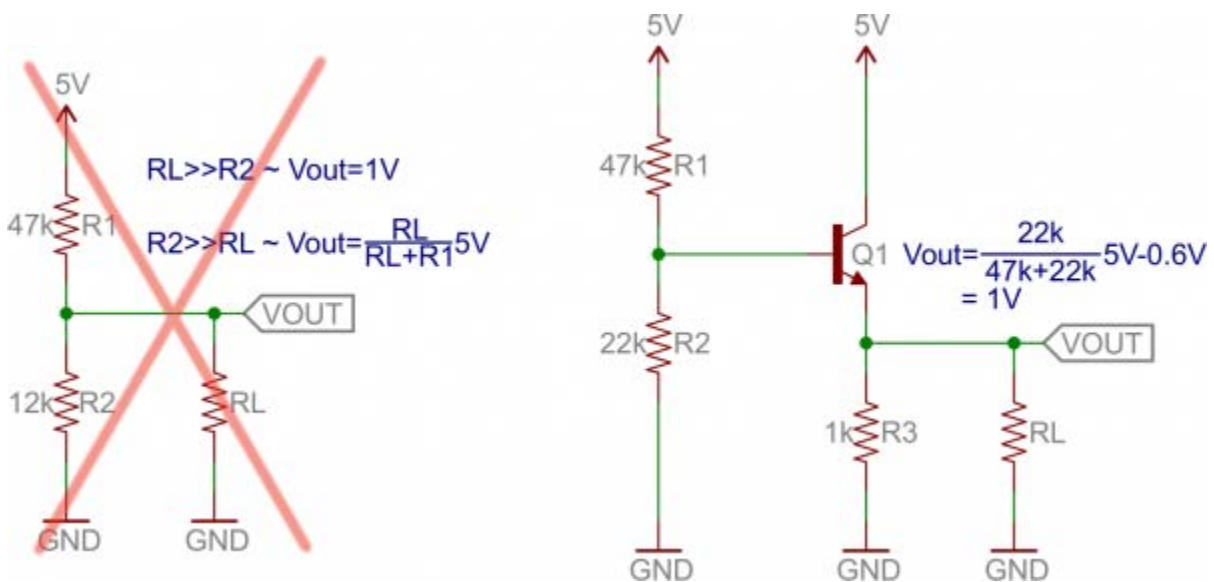 5V
RL>>R2 ~ Vout=1V
47k R1
R2>>RL ~ Vout=RL/RL+R1 5V
VOUT
12k R2
RL
GND
GND
5V
5V
47k R1
Q1
Vout=22k/47k+22k 5V-0.6V
= 1V
22k R2
VOUT
1k R3
RL
GND
GND
GND